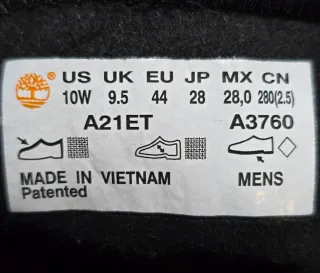 US UK EU JP MX CN
10W 9.5 44 28 28,0 280(2.5)
A21ET A3760
MADE IN VIETNAM MENS
Patented